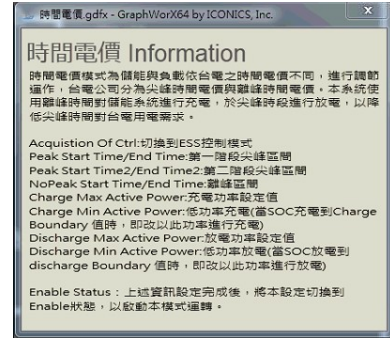 時間電價.gdfx - GraphWorX64 by ICONICS, Inc.
x
時間電價 Information
時間電價模式為儲能與負載依台電之時間電價不同，進行調節
運作，台電公司分為尖峰時間電價與離峰時間電價。本系統使
用離峰時間對儲能系統進行充電，於尖峰時段進行放電，以降
低尖峰時間對台電用電需求。
Acquistion Of Ctrl:切換到ESS控制模式
Peak Start Time/End Time:第一階段尖峰區間
Peak Start Time2/End Time2:第二階段尖峰區間
NoPeak Start Time/End Time:離峰區間
Charge Max Active Power:充電功率設定值
Charge Min Active Power:低功率充電(當SOC充電到Charge
Boundary 值時，即改以此功率進行充電)
Discharge Max Active Power:放電功率設定值
Discharge Min Active Power:低功率放電(當SOC放電到
discharge Boundary 值時，即改以此功率進行放電)
Enable Status：上述資訊設定完成後，將本設定切換到
Enable狀態，以啟動本模式運轉。